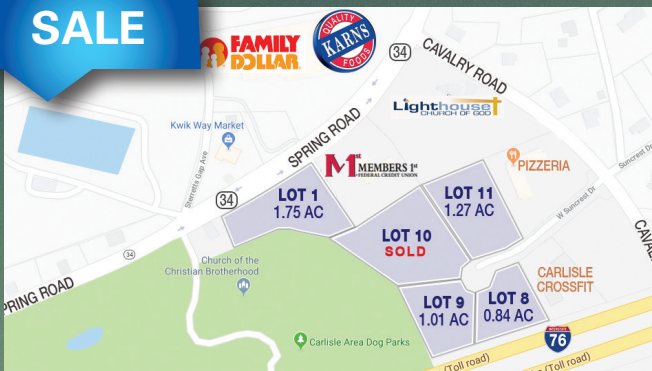 SALE
FAMILY
DOLLAR
QUALITY
KARNS
FOODS
34
CAVALRY ROAD
Lighthouse
CHURCH OF GOD
Kwik Way Market
SPRING ROAD
Sterretts Gap Ave
M1st MEMBERS 1st
FEDERAL CREDIT UNION
PIZZERIA
Suncrest Dr
W Suncrest Dr
34
LOT 1
1.75 AC
LOT 11
1.27 AC
LOT 10
SOLD
CAVAL
34
Church of the
Christian Brotherhood
PRING ROAD
CARLISLE
CROSSFIT
LOT 9
1.01 AC
LOT 8
0.84 AC
INTERSTATE
76
Carlisle Area Dog Parks
(Toll road)
(Toll road)